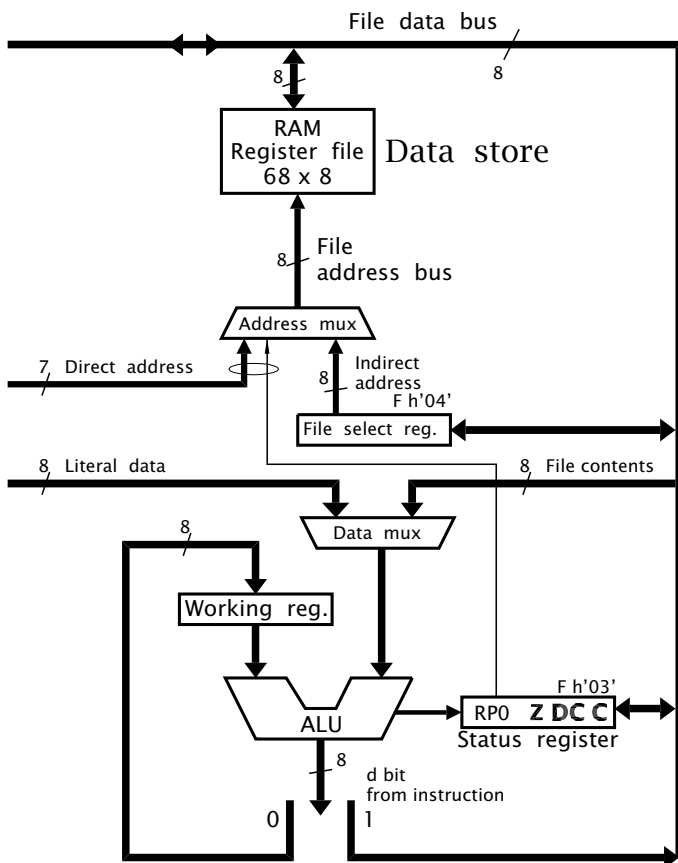 File data bus
8
8
RAM
Register file
68 x 8
Data store
8
File
address bus
Address mux
7 Direct address
8
Indirect
address
F h'04'
File select reg.
8 Literal data
8 File contents
Data mux
8
Working reg.
ALU
F h'03'
RP0 Z DC C
Status register
8
d bit
from instruction
0
1